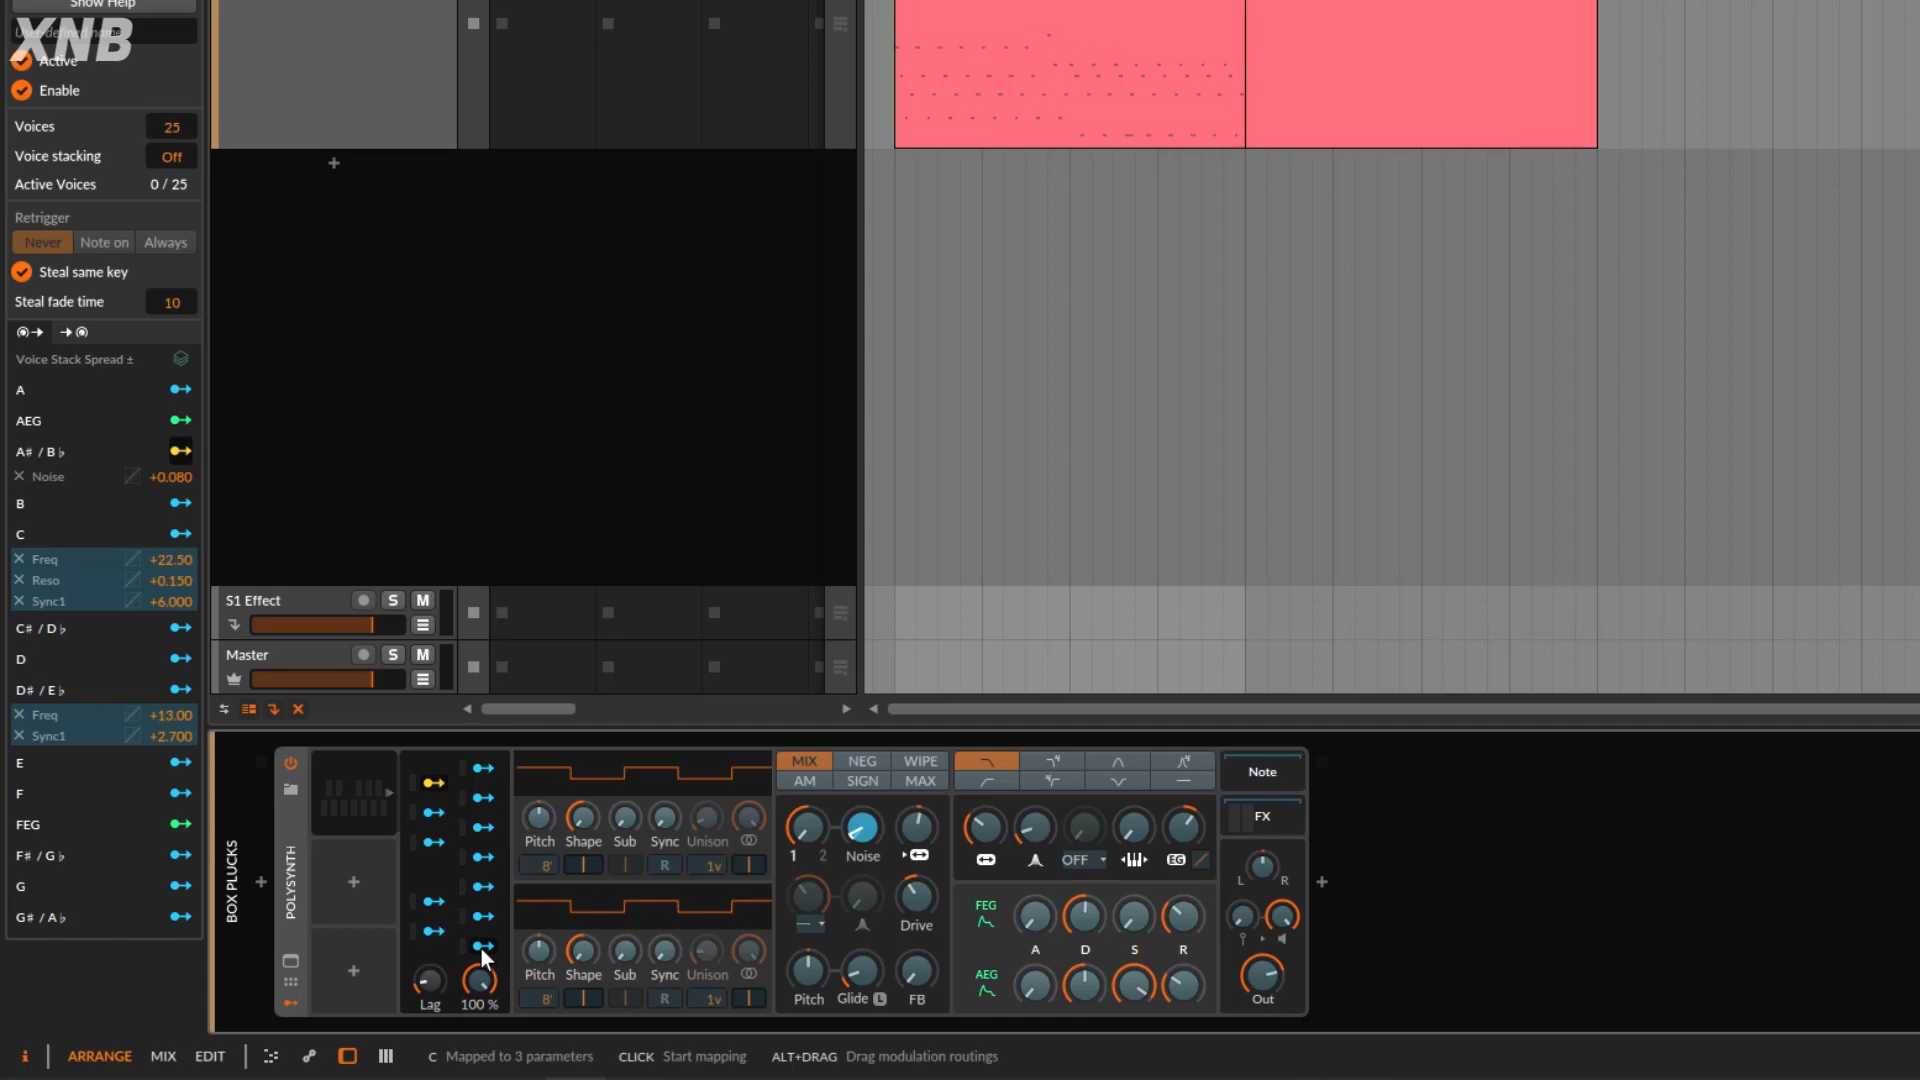 Show Help
User-defined name
XNB
Active
Enable
Voices 25
Voice stacking Off
Active Voices 0 / 25
Retrigger
Never Note on Always
Steal same key
Steal fade time 10
Voice Stack Spread ±
A
AEG
A# / B♭
Noise +0.080
B
C
Freq +22.50
Reso +0.150
Sync1 +6.000
C# / D♭
D
D# / E♭
Freq +13.00
Sync1 +2.700
E
F
FEG
F# / G♭
G
G# / A♭
S1 Effect S M
Master S M
BOX PLUCKS
POLYSYNTH
Lag 100 %
Pitch Shape Sub Sync Unison
8' R 1v
Pitch Shape Sub Sync Unison
8' R 1v
MIX NEG WIPE
AM SIGN MAX
1 2 Noise
Drive
Pitch Glide L FB
OFF EG
FEG
A D S R
AEG
Note
FX
L R
Out
i ARRANGE MIX EDIT C Mapped to 3 parameters CLICK Start mapping ALT+DRAG Drag modulation routings